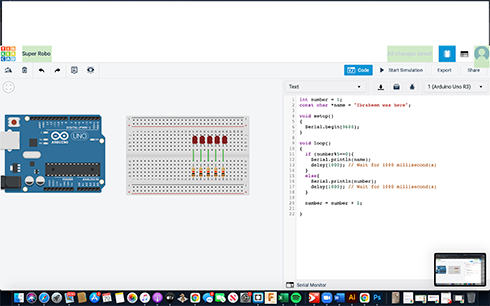 Super Robo
All changes saved
Code
Start Simulation
Export
Share
Text
1 (Arduino Uno R3)
1 int number = 1;
2 const char *name = "Ibraheem was here";
3
4 void setup()
5 {
6 Serial.begin(9600);
7 }
8
9 void loop()
10 {
11 if (number%5==0){
12 Serial.println(name);
13 delay(1000); // Wait for 1000 millisecond(s)
14 }
15 else{
16 Serial.println(number);
17 delay(1000); // Wait for 1000 millisecond(s)
18 }
19
20 number = number + 1;
21
22 }
UNO
ARDUINO
Serial Monitor